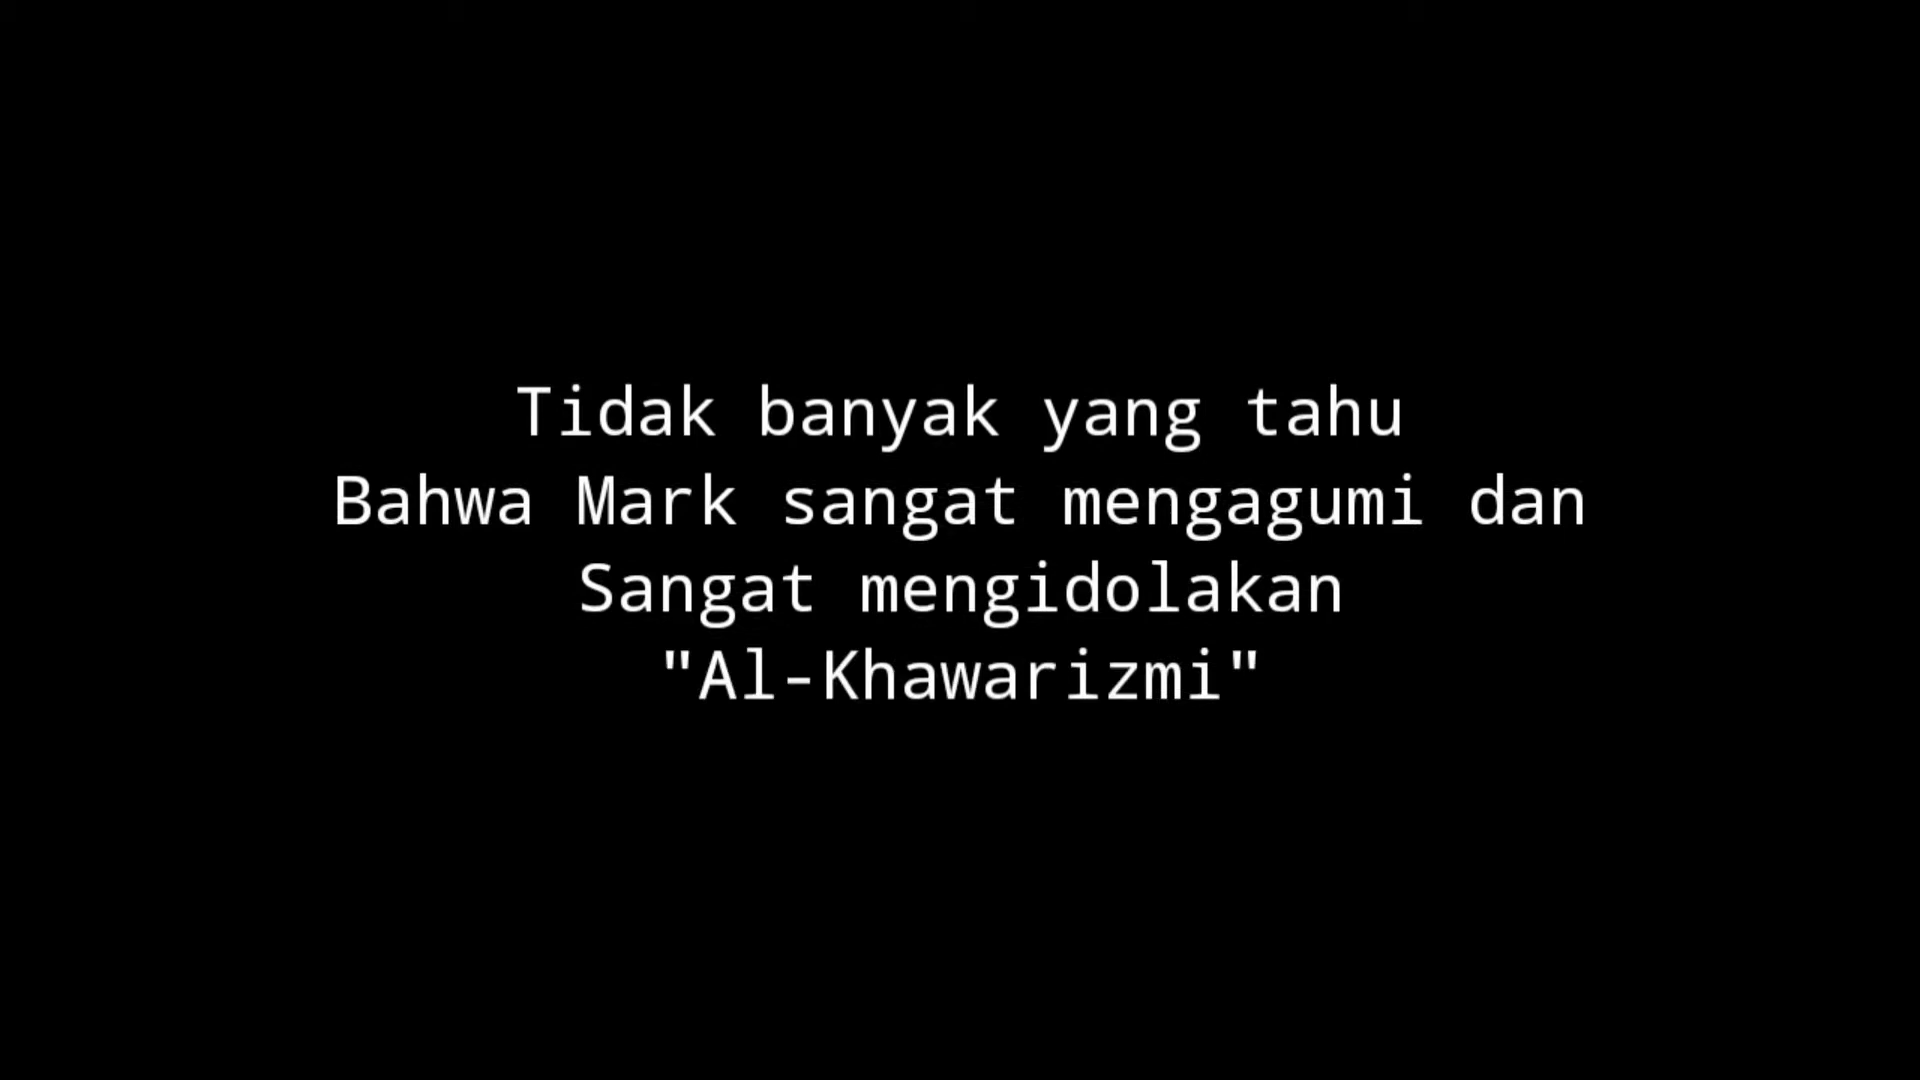 Tidak banyak yang tahu
Bahwa Mark sangat mengagumi dan
Sangat mengidolakan
"Al-Khawarizmi"